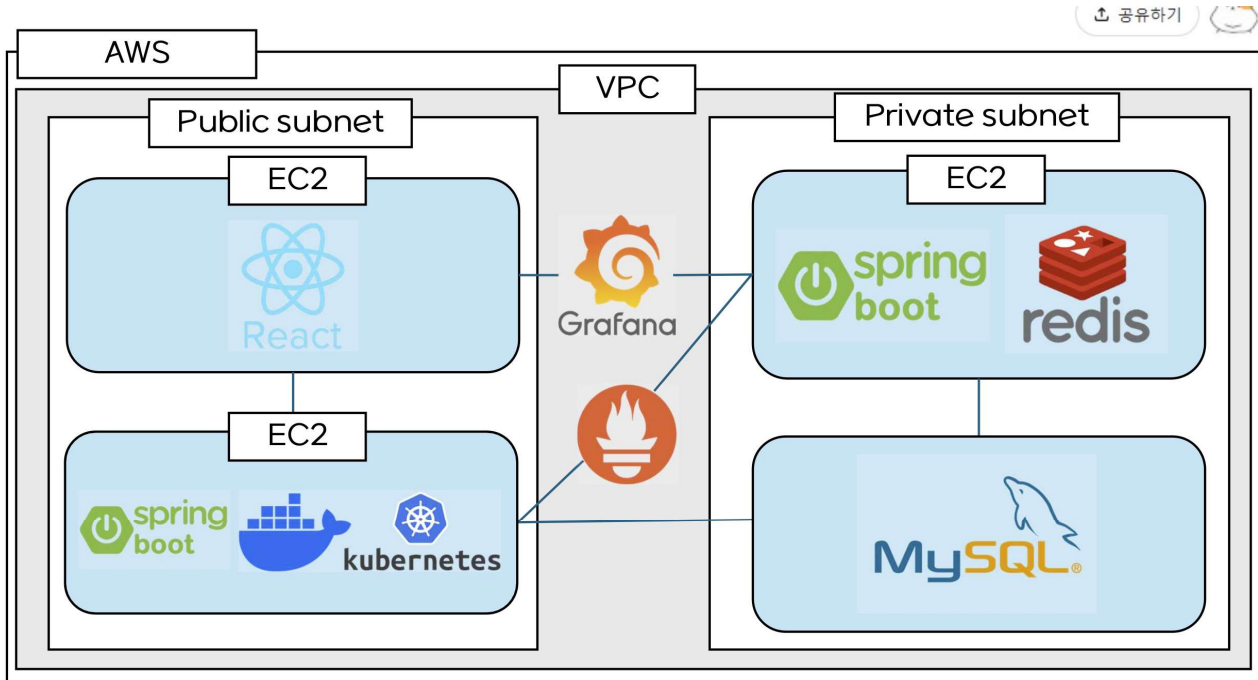 공유하기
AWS
VPC
Public subnet
Private subnet
EC2
EC2
React
Grafana
spring
boot
redis
EC2
spring
boot
kubernetes
MySQL®